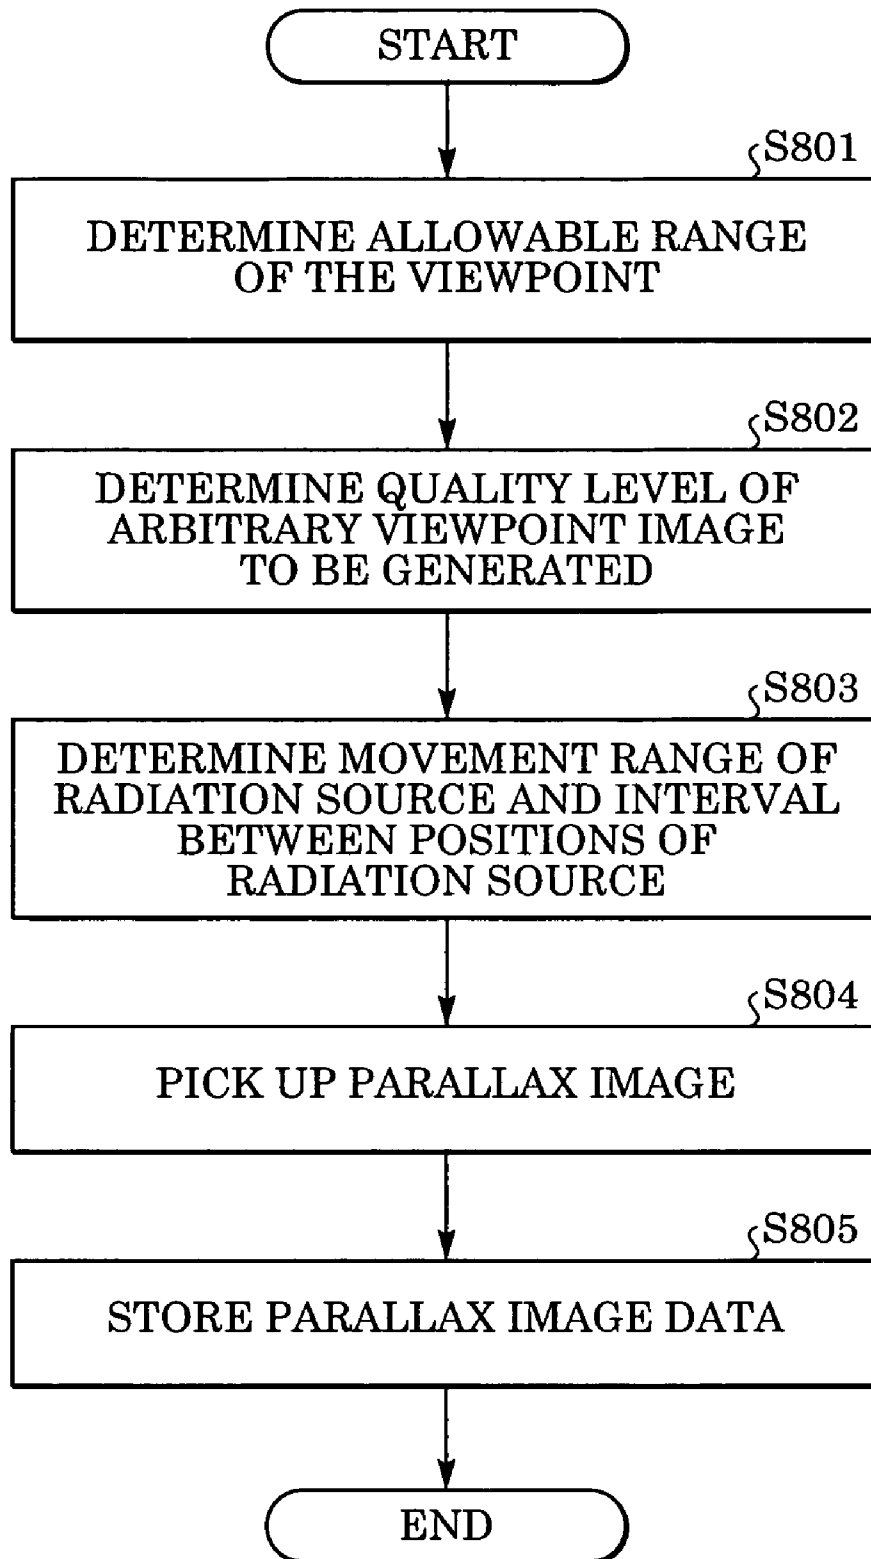 START
S801
DETERMINE ALLOWABLE RANGE
OF THE VIEWPOINT
S802
DETERMINE QUALITY LEVEL OF
ARBITRARY VIEWPOINT IMAGE
TO BE GENERATED
S803
DETERMINE MOVEMENT RANGE OF
RADIATION SOURCE AND INTERVAL
BETWEEN POSITIONS OF
RADIATION SOURCE
S804
PICK UP PARALLAX IMAGE
S805
STORE PARALLAX IMAGE DATA
END